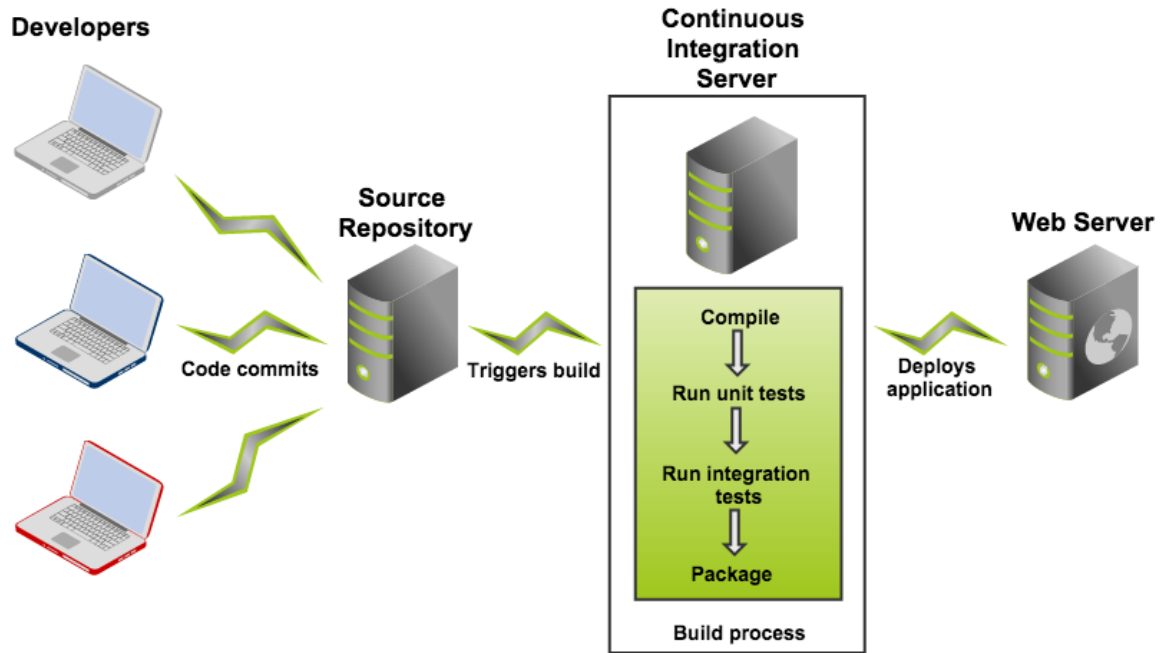 Developers
Source
Repository
Code commits
Triggers build
Continuous
Integration
Server
Compile
Run unit tests
Run integration
tests
Package
Build process
Deploys
application
Web Server